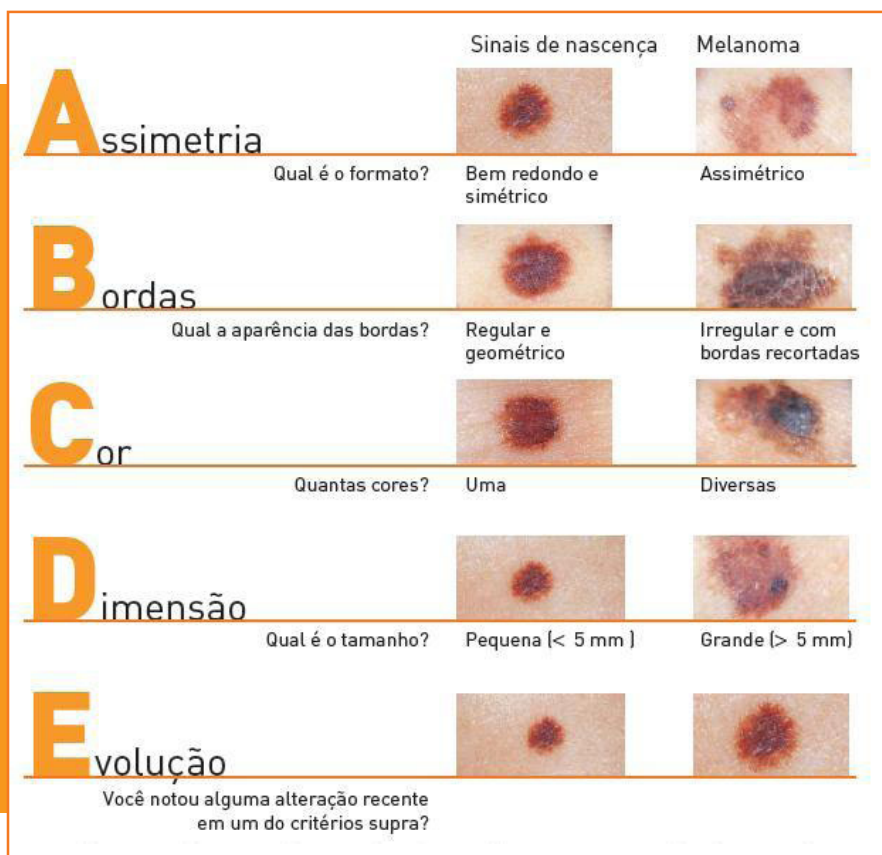 Sinais de nascença Melanoma
Assimetria
Qual é o formato? Bem redondo e Assimétrico
simétrico
Bordas
Qual a aparência das bordas? Regular e Irregular e com
geométrico bordas recortadas
Cor
Quantas cores? Uma Diversas
Dimensão
Qual é o tamanho? Pequena (< 5 mm ) Grande (> 5 mm)
Evolução
Você notou alguma alteração recente
em um do critérios supra?